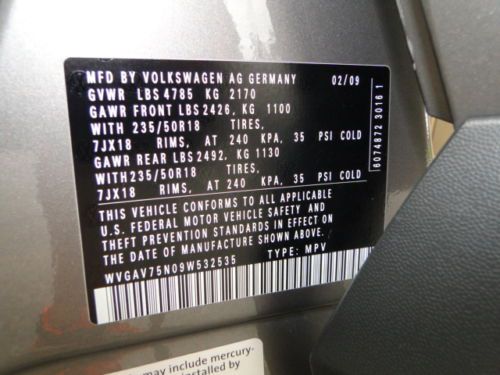 MFD BY VOLKSWAGEN AG GERMANY 02/09
GVWR LBS 4785 KG 2170
GAWR FRONT LBS 2426, KG 1100
WITH 235/50R18 TIRES,
7JX18 RIMS, AT 240 KPA, 35 PSI COLD
GAWR REAR LBS 2492, KG 1130
WITH235/50R18 TIRES,
7JX18 RIMS, AT 240 KPA, 35 PSI COLD
THIS VEHICLE CONFORMS TO ALL APPLICABLE
U.S. FEDERAL MOTOR VEHICLE SAFETY AND
THEFT PREVENTION STANDARDS IN EFFECT ON
THE DATE OF MANUFACTURE SHOWN ABOVE.
WVGAV75N09W532535 TYPE: MPV
6074872 3016 1
may include mercury.
installed by